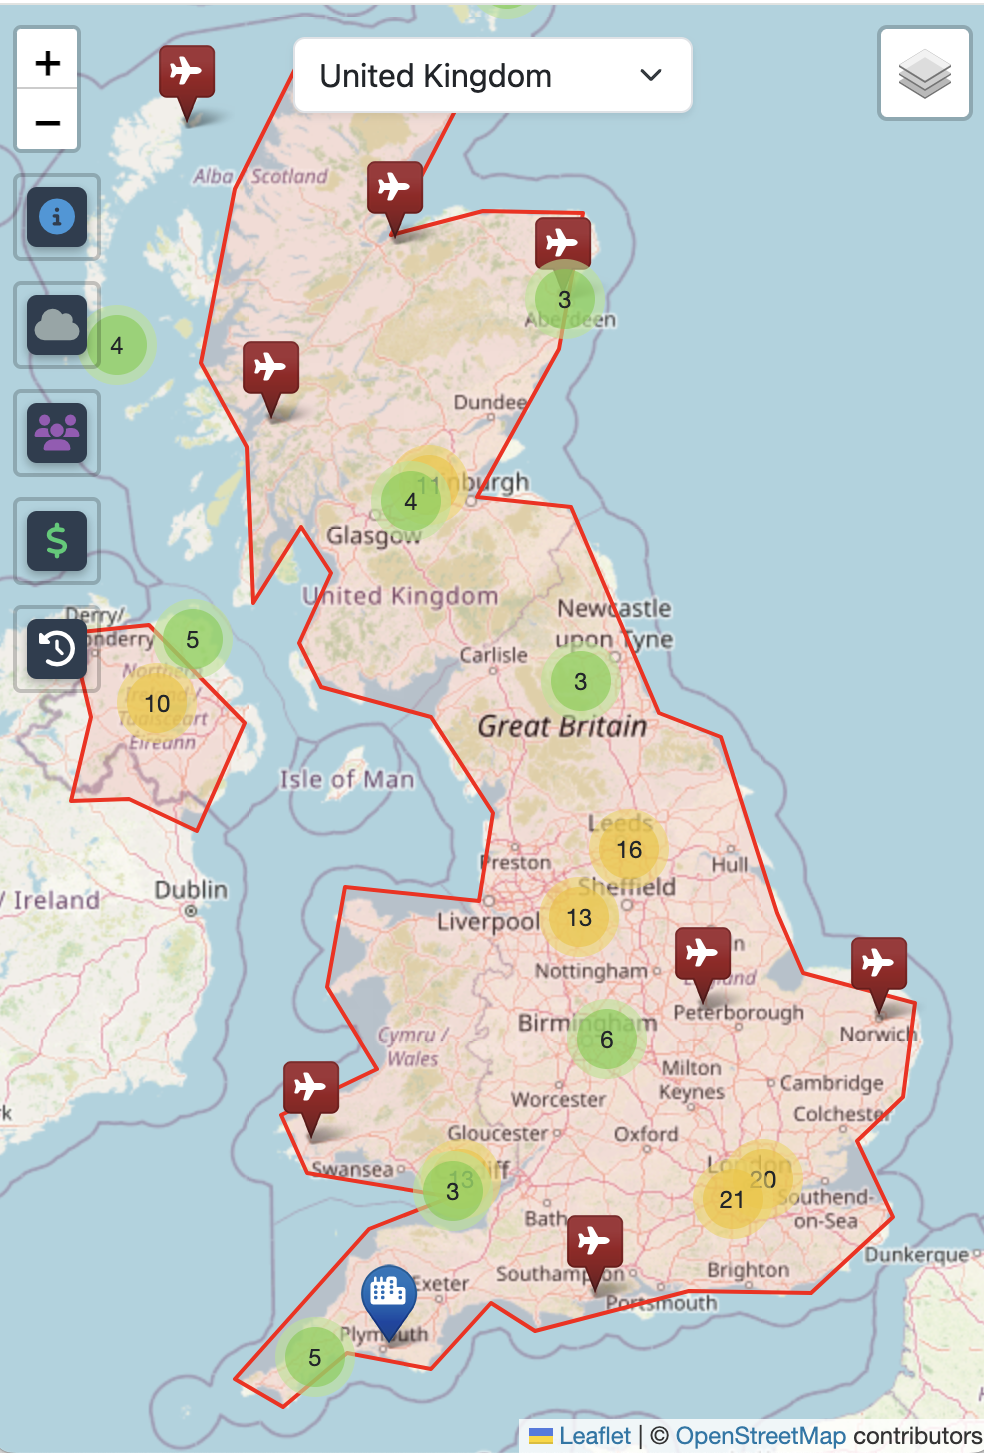 +
United Kingdom
−
Alba / Scotland
3
Aberdeen
4
Dundee
11
4
Glasgow
United Kingdom
Derry/
5
Newcastle
upon Tyne
Carlisle
10
Northern
Ireland /
Tuaisceart
Éireann
3
Great Britain
Isle of Man
Leeds
16
Preston
Hull
/ Ireland
Dublin
Sheffield
Liverpool
13
Nottingham
England
Peterborough
Norwich
Birmingham
6
Cymru /
Wales
Milton
Keynes
Cambridge
Worcester
Colchester
Gloucester
Oxford
Swansea
13
3
London
20
21
Southend-
on-Sea
Bath
Dunkerque
Exeter
Southampton
Brighton
Portsmouth
Plymouth
5
Leaflet | © OpenStreetMap contributors